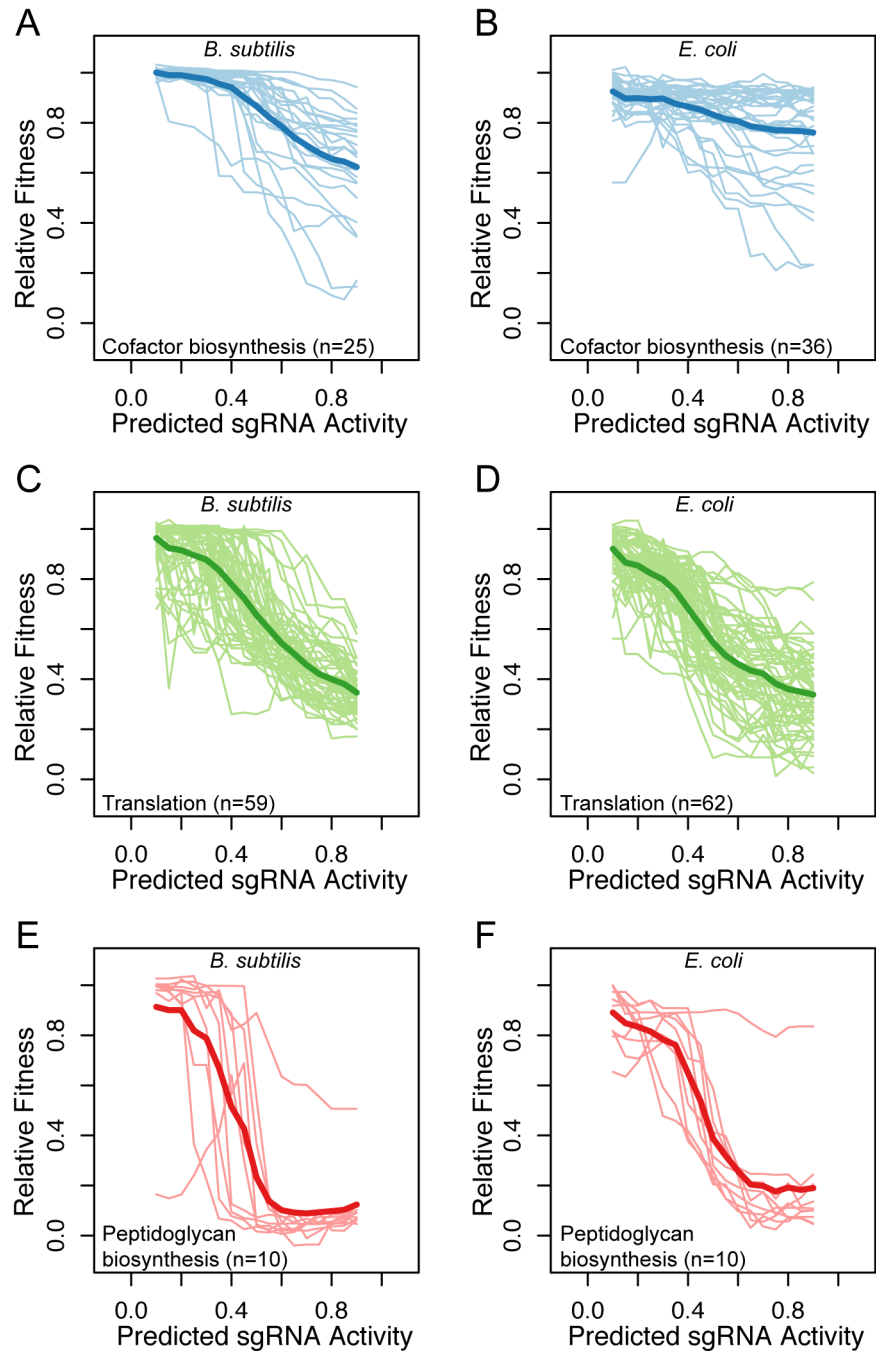 A
B. subtilis
Relative Fitness
0.0 0.4 0.8
Cofactor biosynthesis (n=25)
0.0 0.4 0.8
Predicted sgRNA Activity
B
E. coli
Relative Fitness
0.0 0.4 0.8
Cofactor biosynthesis (n=36)
0.0 0.4 0.8
Predicted sgRNA Activity
C
B. subtilis
Relative Fitness
0.0 0.4 0.8
Translation (n=59)
0.0 0.4 0.8
Predicted sgRNA Activity
D
E. coli
Relative Fitness
0.0 0.4 0.8
Translation (n=62)
0.0 0.4 0.8
Predicted sgRNA Activity
E
B. subtilis
Relative Fitness
0.0 0.4 0.8
Peptidoglycan
biosynthesis (n=10)
0.0 0.4 0.8
Predicted sgRNA Activity
F
E. coli
Relative Fitness
0.0 0.4 0.8
Peptidoglycan
biosynthesis (n=10)
0.0 0.4 0.8
Predicted sgRNA Activity